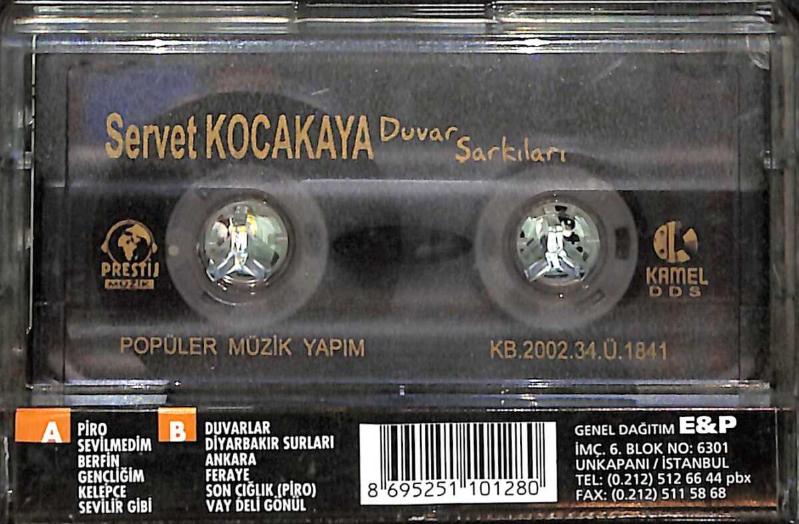 Servet KOCAKAYA Duvar Şarkıları
PRESTİJ
MÜZİK
KAMEL
DDS
POPÜLER MÜZİK YAPIM
KB.2002.34.Ü.1841
A
PİRO
SEVİLMEDİM
BERFİN
GENÇLİĞİM
KELEPÇE
SEVİLİR GİBİ
B
DUVARLAR
DİYARBAKIR SURLARI
ANKARA
FERAYE
SON ÇIĞLIK (PİRO)
VAY DELİ GÖNÜL
8 695251 101280
GENEL DAĞITIM E&P
İMÇ. 6. BLOK NO: 6301
UNKAPANI / İSTANBUL
TEL: (0.212) 512 66 44 pbx
FAX: (0.212) 511 58 68